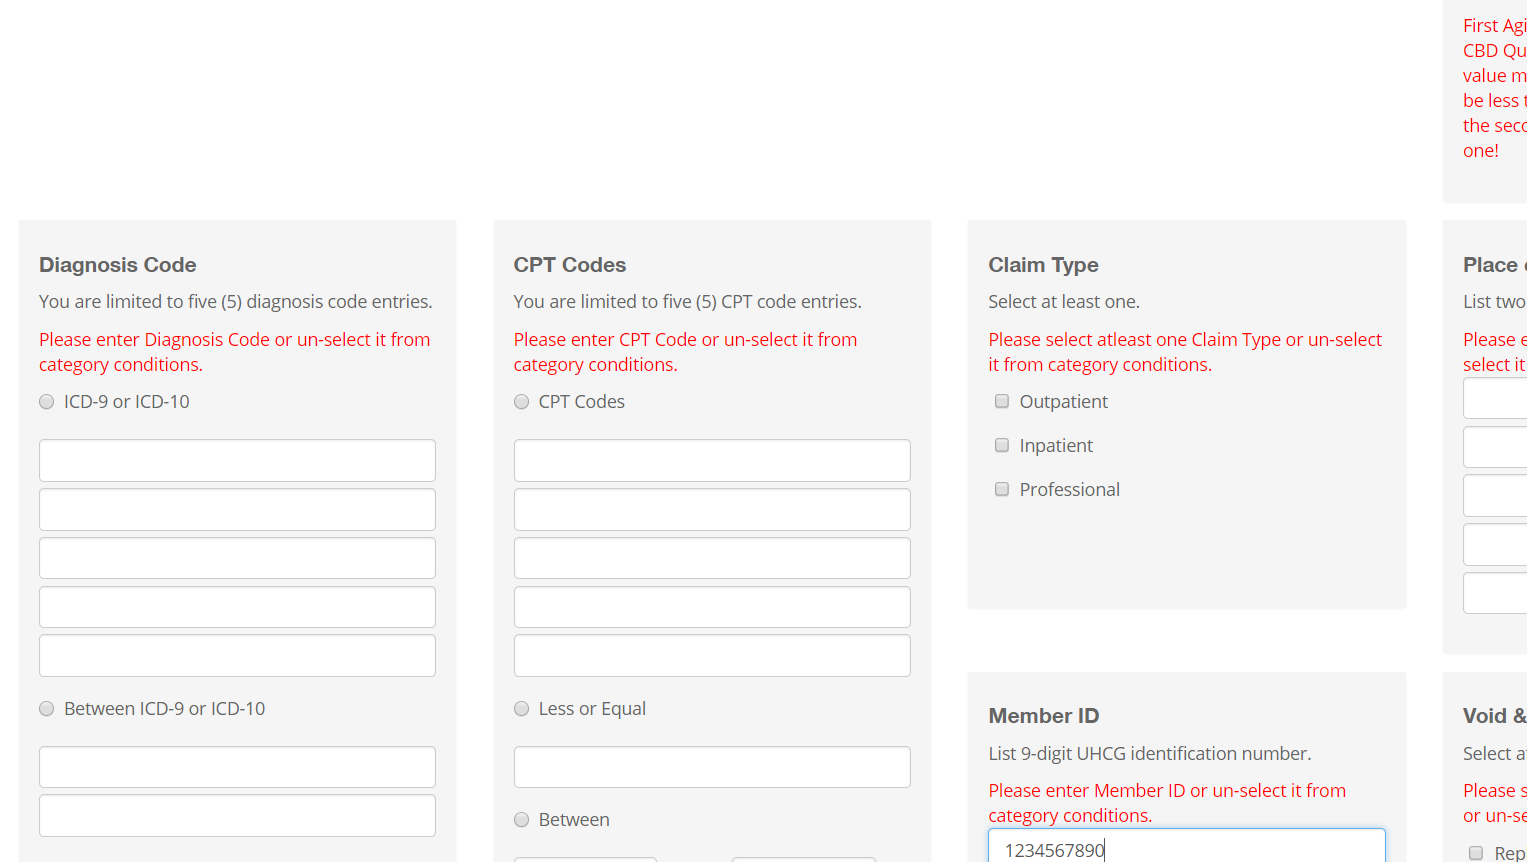 First Agi
CBD Qu
value m
be less t
the seco
one!
Diagnosis Code
You are limited to five (5) diagnosis code entries.
Please enter Diagnosis Code or un-select it from
category conditions.
ICD-9 or ICD-10
Between ICD-9 or ICD-10
CPT Codes
You are limited to five (5) CPT code entries.
Please enter CPT Code or un-select it from
category conditions.
CPT Codes
Less or Equal
Between
Claim Type
Select at least one.
Please select atleast one Claim Type or un-select
it from category conditions.
Outpatient
Inpatient
Professional
Member ID
List 9-digit UHCG identification number.
Please enter Member ID or un-select it from
category conditions.
1234567890
Place
List two
Please e
select it
Void &
Select a
Please s
or un-se
Rep